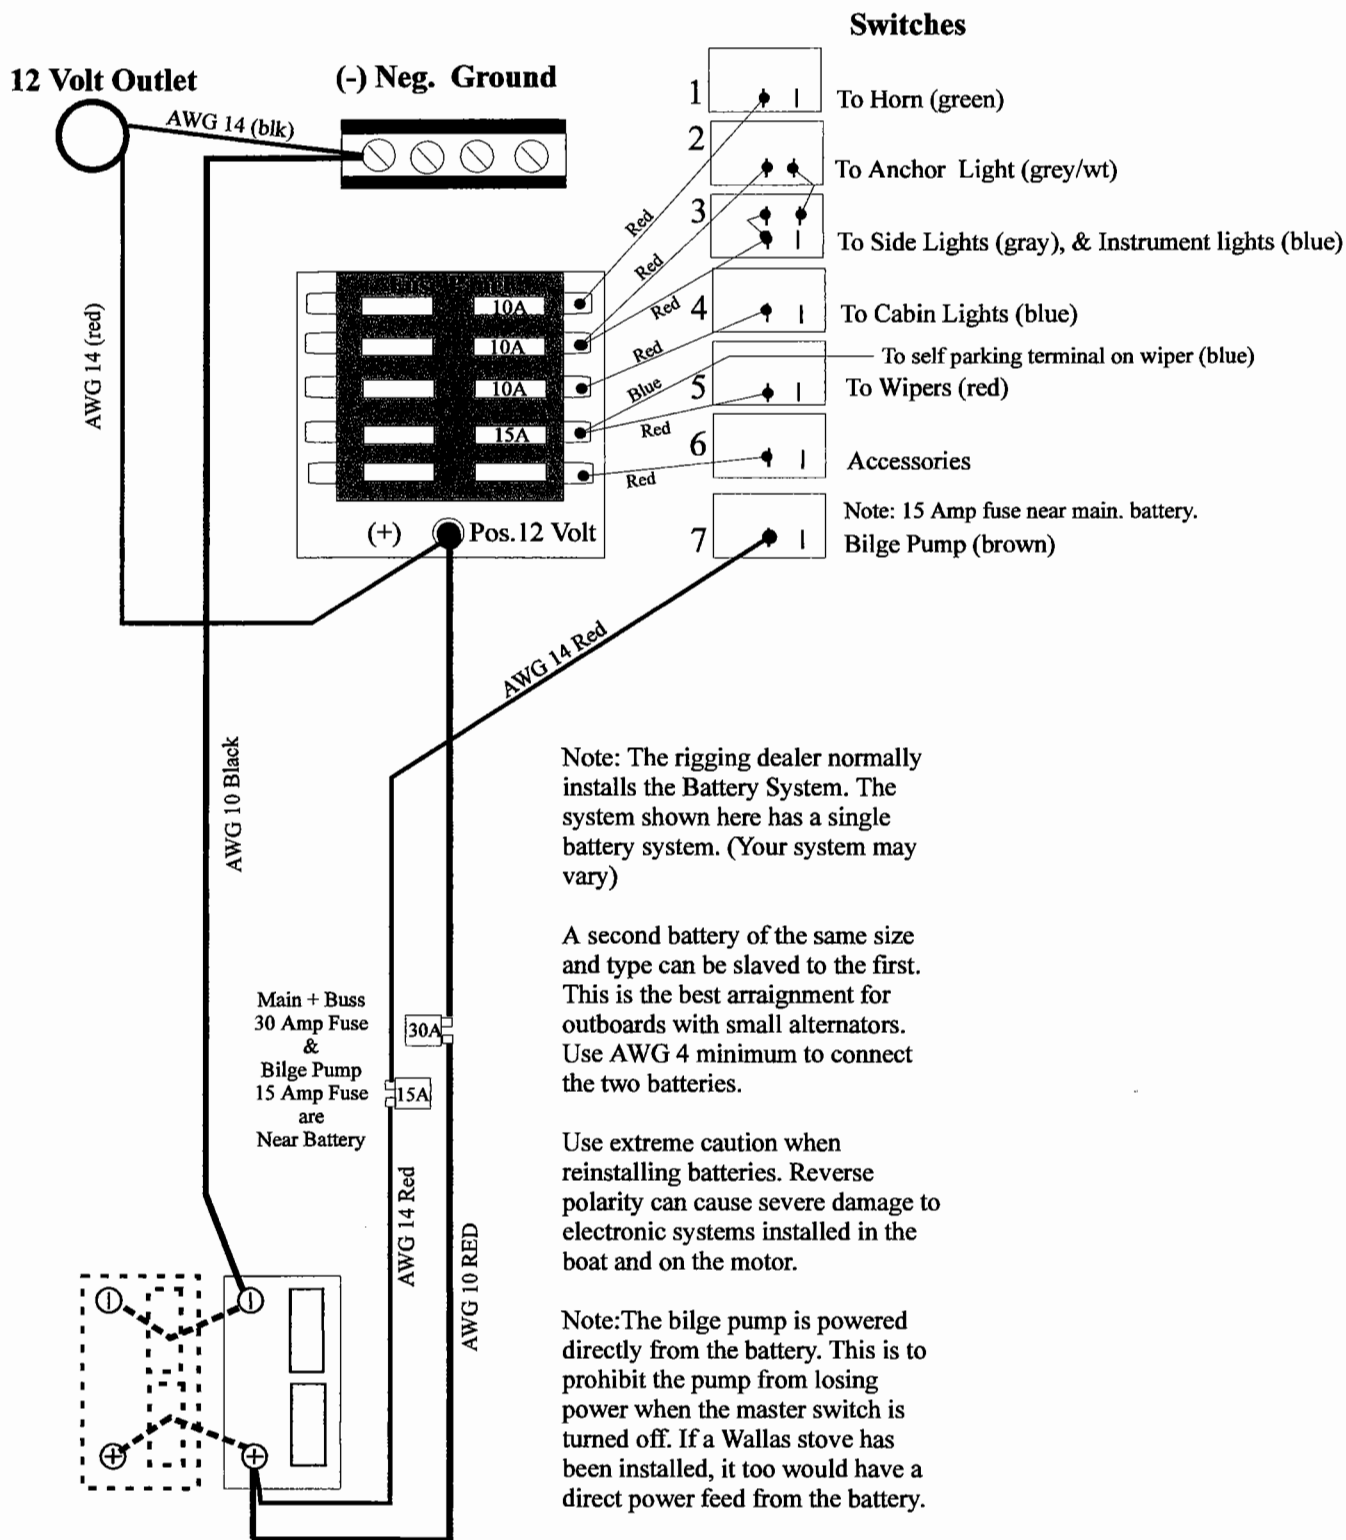 Switches
12 Volt Outlet
(-) Neg. Ground
AWG 14 (blk)
1
To Horn (green)
2
To Anchor Light (grey/wt)
3
To Side Lights (gray), & Instrument lights (blue)
4
To Cabin Lights (blue)
To self parking terminal on wiper (blue)
5
To Wipers (red)
6
Accessories
Note: 15 Amp fuse near main. battery.
7
Bilge Pump (brown)
Red
Red
Red
Red
Blue
Red
Red
10A
10A
10A
15A
(+)
Pos.12 Volt
AWG 14 (red)
AWG 14 Red
AWG 10 Black
Note: The rigging dealer normally
installs the Battery System. The
system shown here has a single
battery system. (Your system may
vary)
A second battery of the same size
and type can be slaved to the first.
This is the best arraignment for
outboards with small alternators.
Use AWG 4 minimum to connect
the two batteries.
Main + Buss
30 Amp Fuse
&
Bilge Pump
15 Amp Fuse
are
Near Battery
30A
15A
AWG 14 Red
AWG 10 RED
Use extreme caution when
reinstalling batteries. Reverse
polarity can cause severe damage to
electronic systems installed in the
boat and on the motor.
Note:The bilge pump is powered
directly from the battery. This is to
prohibit the pump from losing
power when the master switch is
turned off. If a Wallas stove has
been installed, it too would have a
direct power feed from the battery.